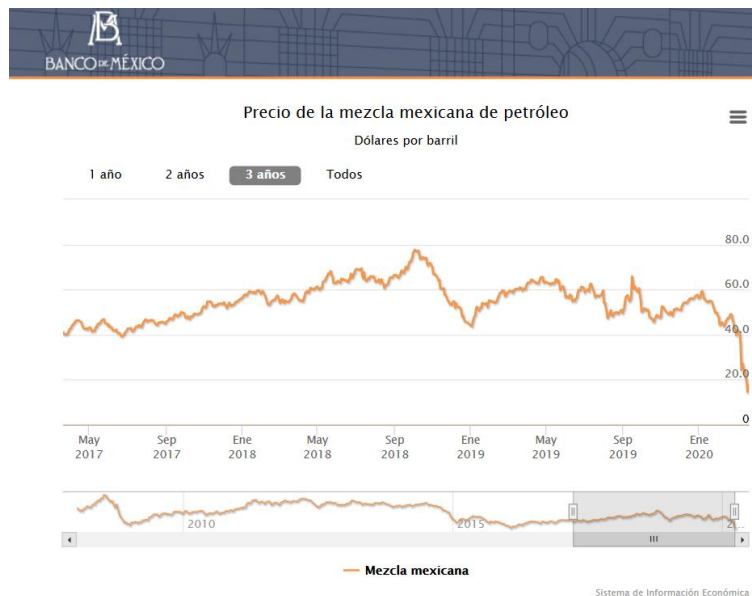 BANCO DE MÉXICO
Precio de la mezcla mexicana de petróleo
Dólares por barril
1 año 2 años 3 años Todos
80.0
60.0
40.0
20.0
0
May 2017
Sep 2017
Ene 2018
May 2018
Sep 2018
Ene 2019
May 2019
Sep 2019
Ene 2020
2010
2015
2...
Mezcla mexicana
Sistema de Información Económica